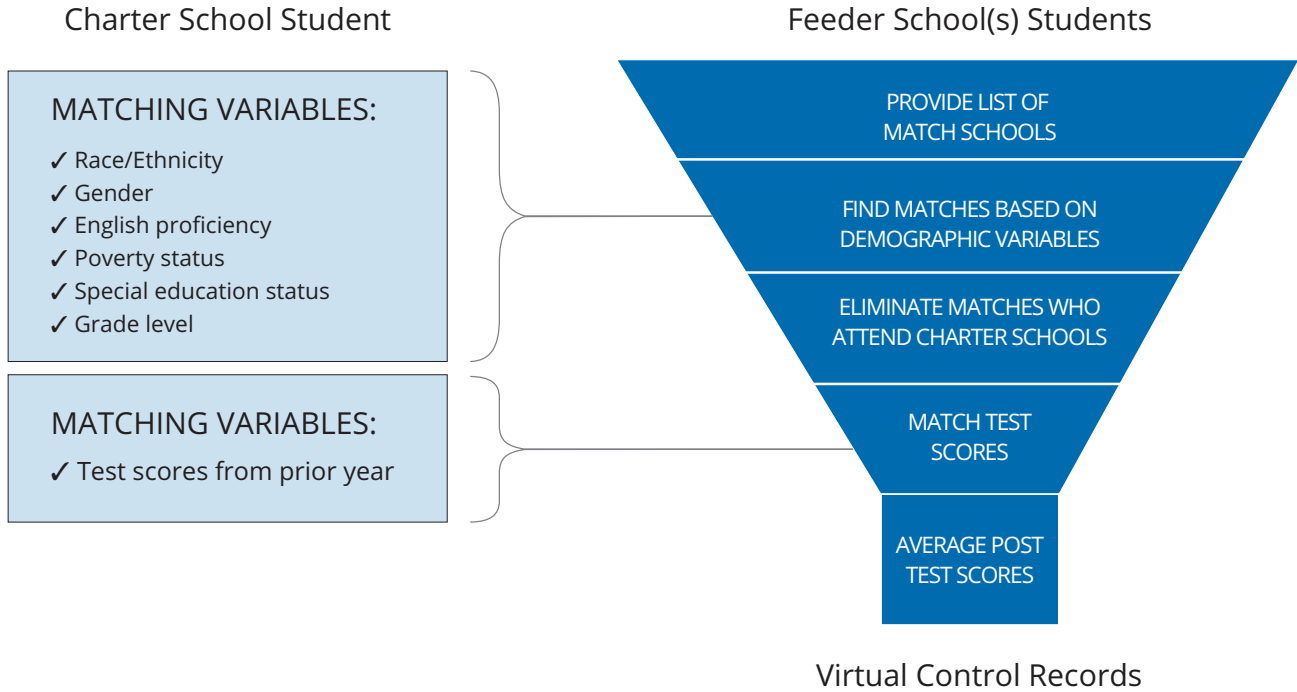 Charter School Student
MATCHING VARIABLES:
✓ Race/Ethnicity
✓ Gender
✓ English proficiency
✓ Poverty status
✓ Special education status
✓ Grade level
MATCHING VARIABLES:
✓ Test scores from prior year
Feeder School(s) Students
PROVIDE LIST OF
MATCH SCHOOLS
FIND MATCHES BASED ON
DEMOGRAPHIC VARIABLES
ELIMINATE MATCHES WHO
ATTEND CHARTER SCHOOLS
MATCH TEST
SCORES
AVERAGE POST
TEST SCORES
Virtual Control Records